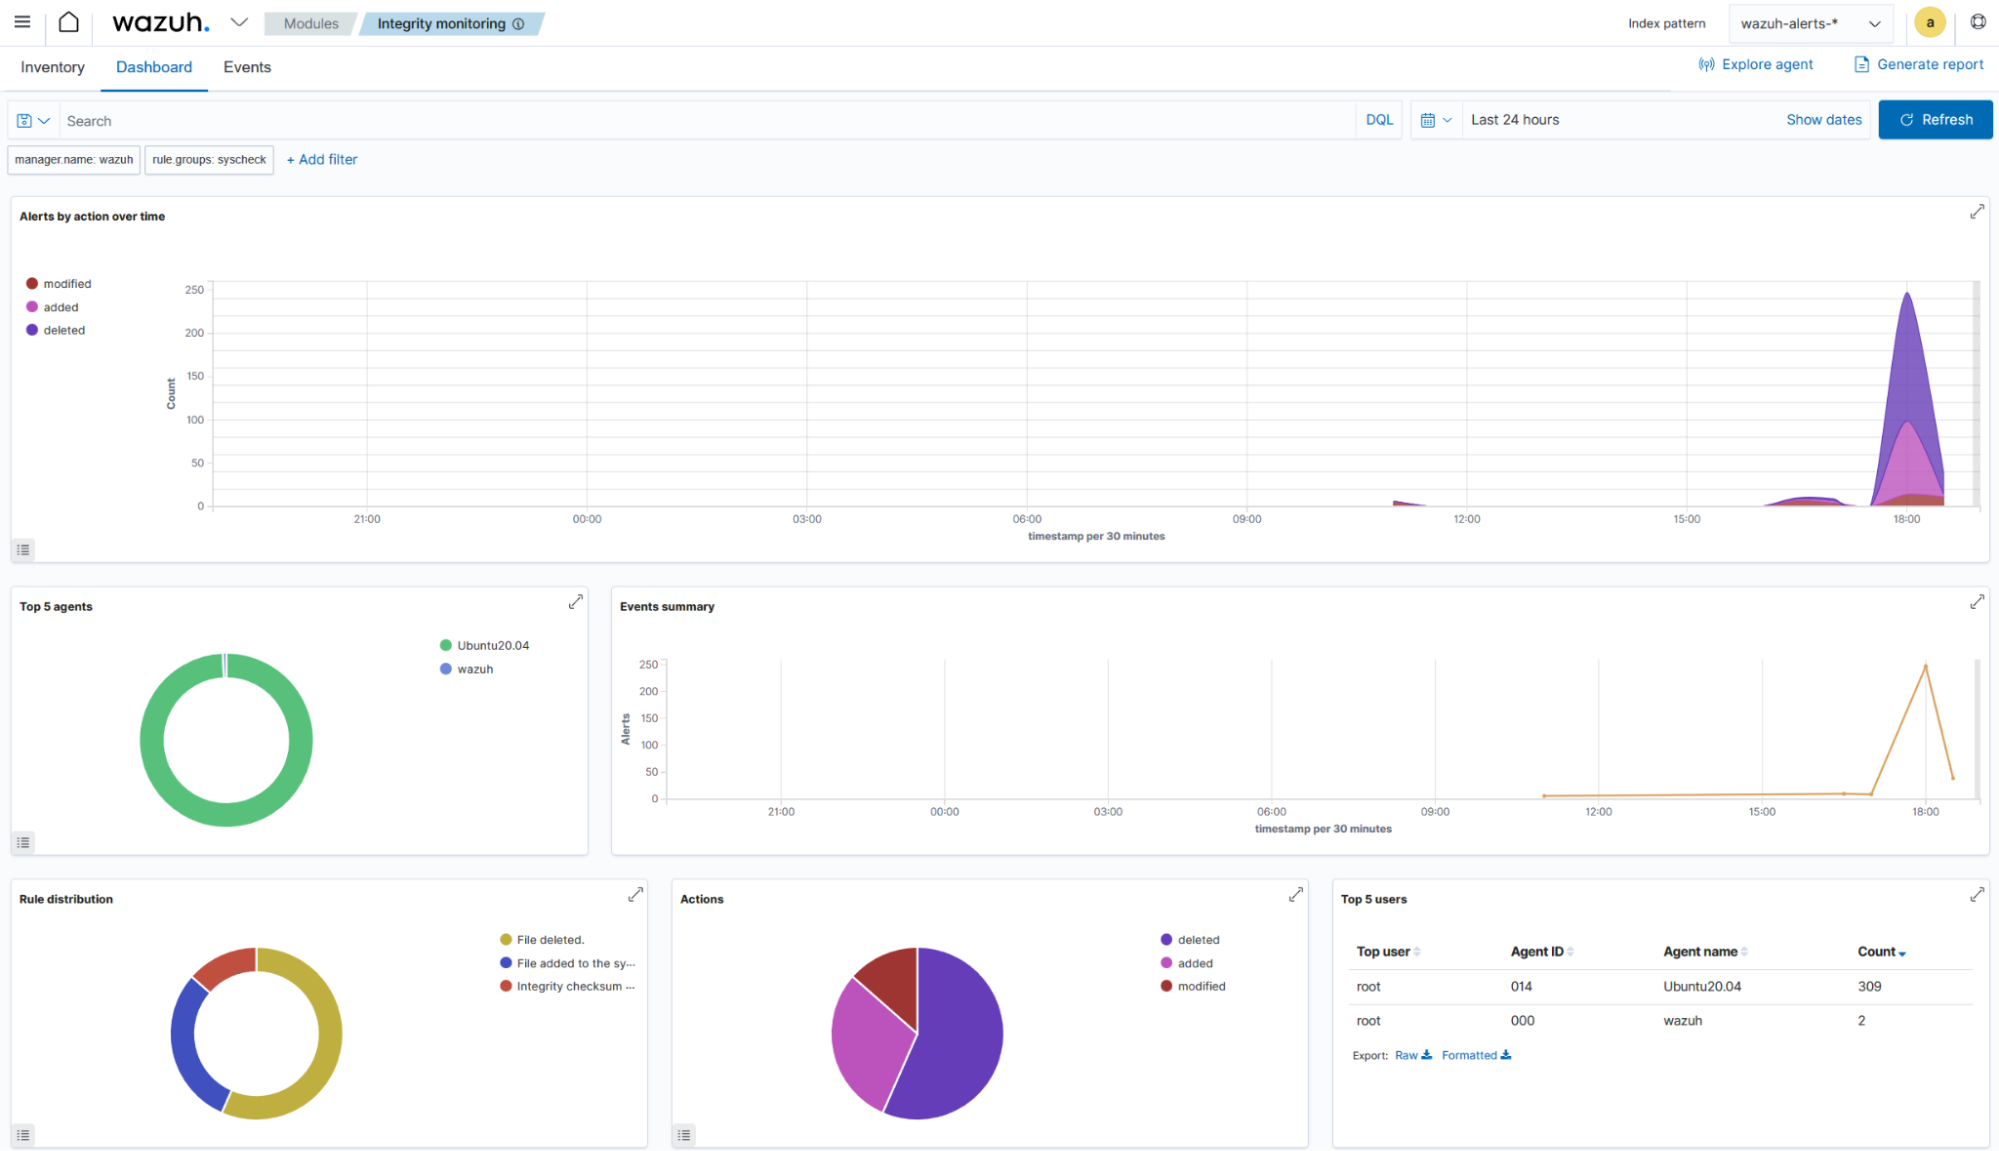 wazuh. Modules Integrity monitoring Index pattern wazuh-alerts-* a
Inventory Dashboard Events Explore agent Generate report
Search DQL Last 24 hours Show dates Refresh
manager.name: wazuh rule.groups: syscheck + Add filter
Alerts by action over time
modified
added
deleted
Count
250
200
150
100
50
0
21:00 00:00 03:00 06:00 09:00 12:00 15:00 18:00
timestamp per 30 minutes
Top 5 agents
Ubuntu20.04
wazuh
Events summary
Alerts
250
200
150
100
50
0
21:00 00:00 03:00 06:00 09:00 12:00 15:00 18:00
timestamp per 30 minutes
Rule distribution
File deleted.
File added to the sy...
Integrity checksum ...
Actions
deleted
added
modified
Top 5 users
Top user Agent ID Agent name Count
root 014 Ubuntu20.04 309
root 000 wazuh 2
Export: Raw Formatted